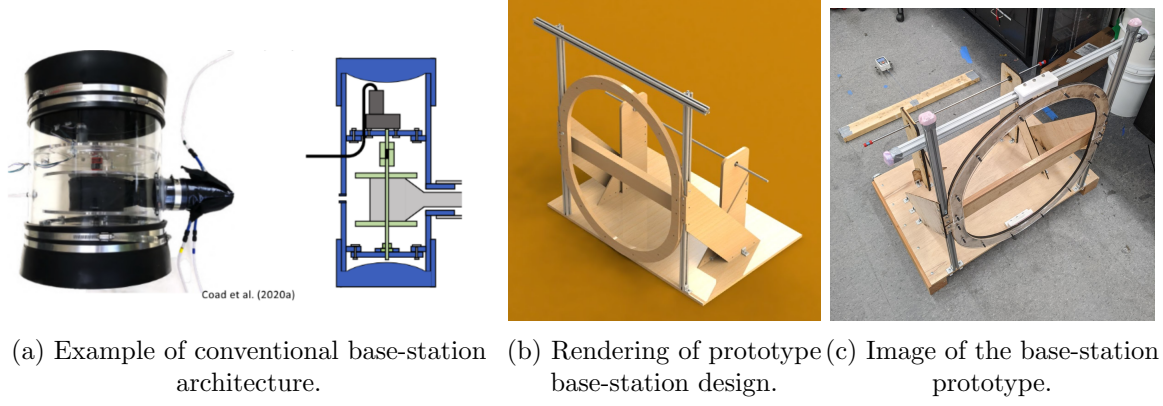 Coad et al. (2020a)
(a) Example of conventional base-station
architecture.
(b) Rendering of prototype
base-station design.
(c) Image of the base-station
prototype.